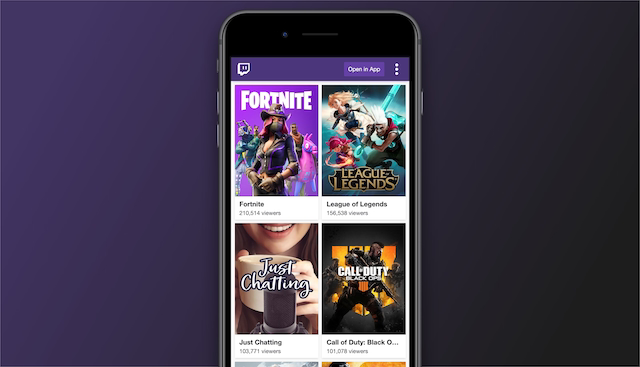 Open in App
FORTNITE
LEAGUE of
LEGENDS
Fortnite
210,514 viewers
League of Legends
156,538 viewers
Just
Chatting
CALL OF DUTY
BLACK OPS
Just Chatting
103,771 viewers
Call of Duty: Black O...
101,078 viewers